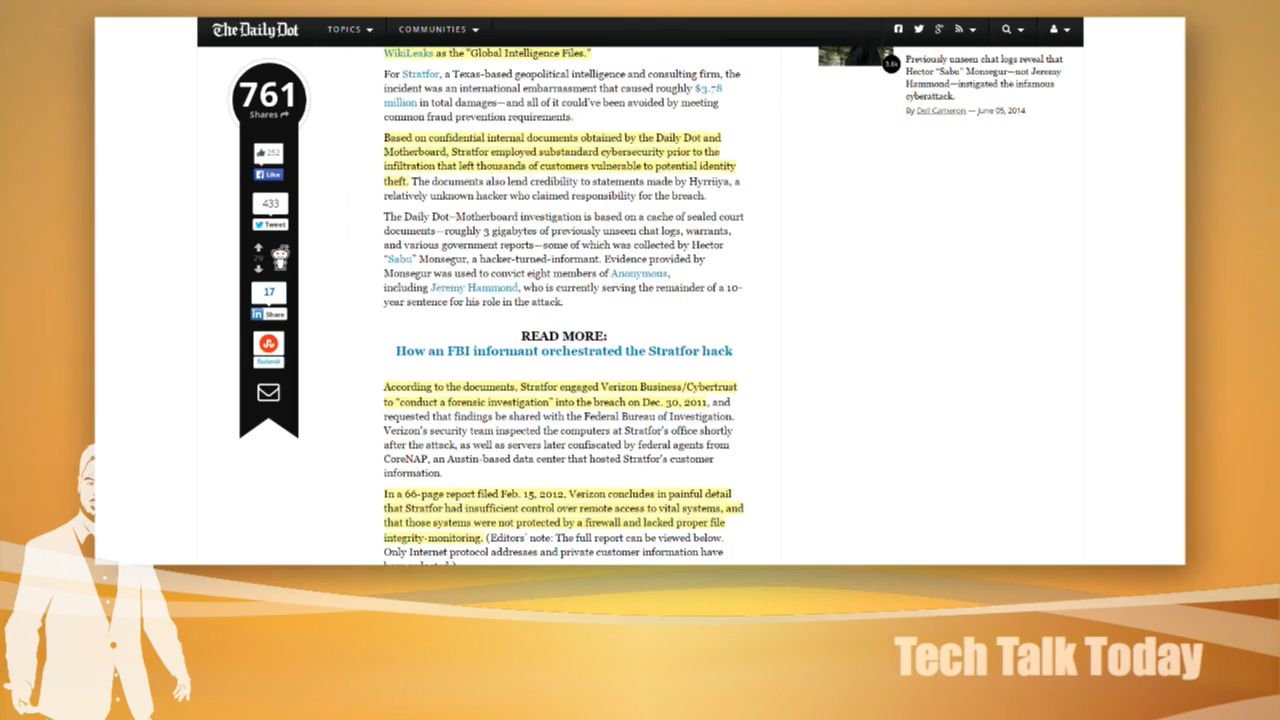 The Daily Dot
TOPICS
COMMUNITIES
761
Shares
252
Like
433
Tweet
29
17
in Share
Submit
WikiLeaks as the "Global Intelligence Files."
For Stratfor, a Texas-based geopolitical intelligence and consulting firm, the
incident was an international embarrassment that caused roughly $3.78
million in total damages—and all of it could've been avoided by meeting
common fraud prevention requirements.
Based on confidential internal documents obtained by the Daily Dot and
Motherboard, Stratfor employed substandard cybersecurity prior to the
infiltration that left thousands of customers vulnerable to potential identity
theft. The documents also lend credibility to statements made by Hyrriiya, a
relatively unknown hacker who claimed responsibility for the breach.
The Daily Dot–Motherboard investigation is based on a cache of sealed court
documents—roughly 3 gigabytes of previously unseen chat logs, warrants,
and various government reports—some of which was collected by Hector
"Sabu" Monsegur, a hacker-turned-informant. Evidence provided by
Monsegur was used to convict eight members of Anonymous,
including Jeremy Hammond, who is currently serving the remainder of a 10-
year sentence for his role in the attack.
READ MORE:
How an FBI informant orchestrated the Stratfor hack
According to the documents, Stratfor engaged Verizon Business/Cybertrust
to "conduct a forensic investigation" into the breach on Dec. 30, 2011, and
requested that findings be shared with the Federal Bureau of Investigation.
Verizon's security team inspected the computers at Stratfor's office shortly
after the attack, as well as servers later confiscated by federal agents from
CoreNAP, an Austin-based data center that hosted Stratfor's customer
information.
In a 66-page report filed Feb. 15, 2012, Verizon concludes in painful detail
that Stratfor had insufficient control over remote access to vital systems, and
that those systems were not protected by a firewall and lacked proper file
integrity-monitoring. (Editors' note: The full report can be viewed below.
Only Internet protocol addresses and private customer information have
Previously unseen chat logs reveal that
Hector "Sabu" Monsegur—not Jeremy
Hammond—instigated the infamous
cyberattack.
By Dell Cameron — June 05, 2014
Tech Talk Today